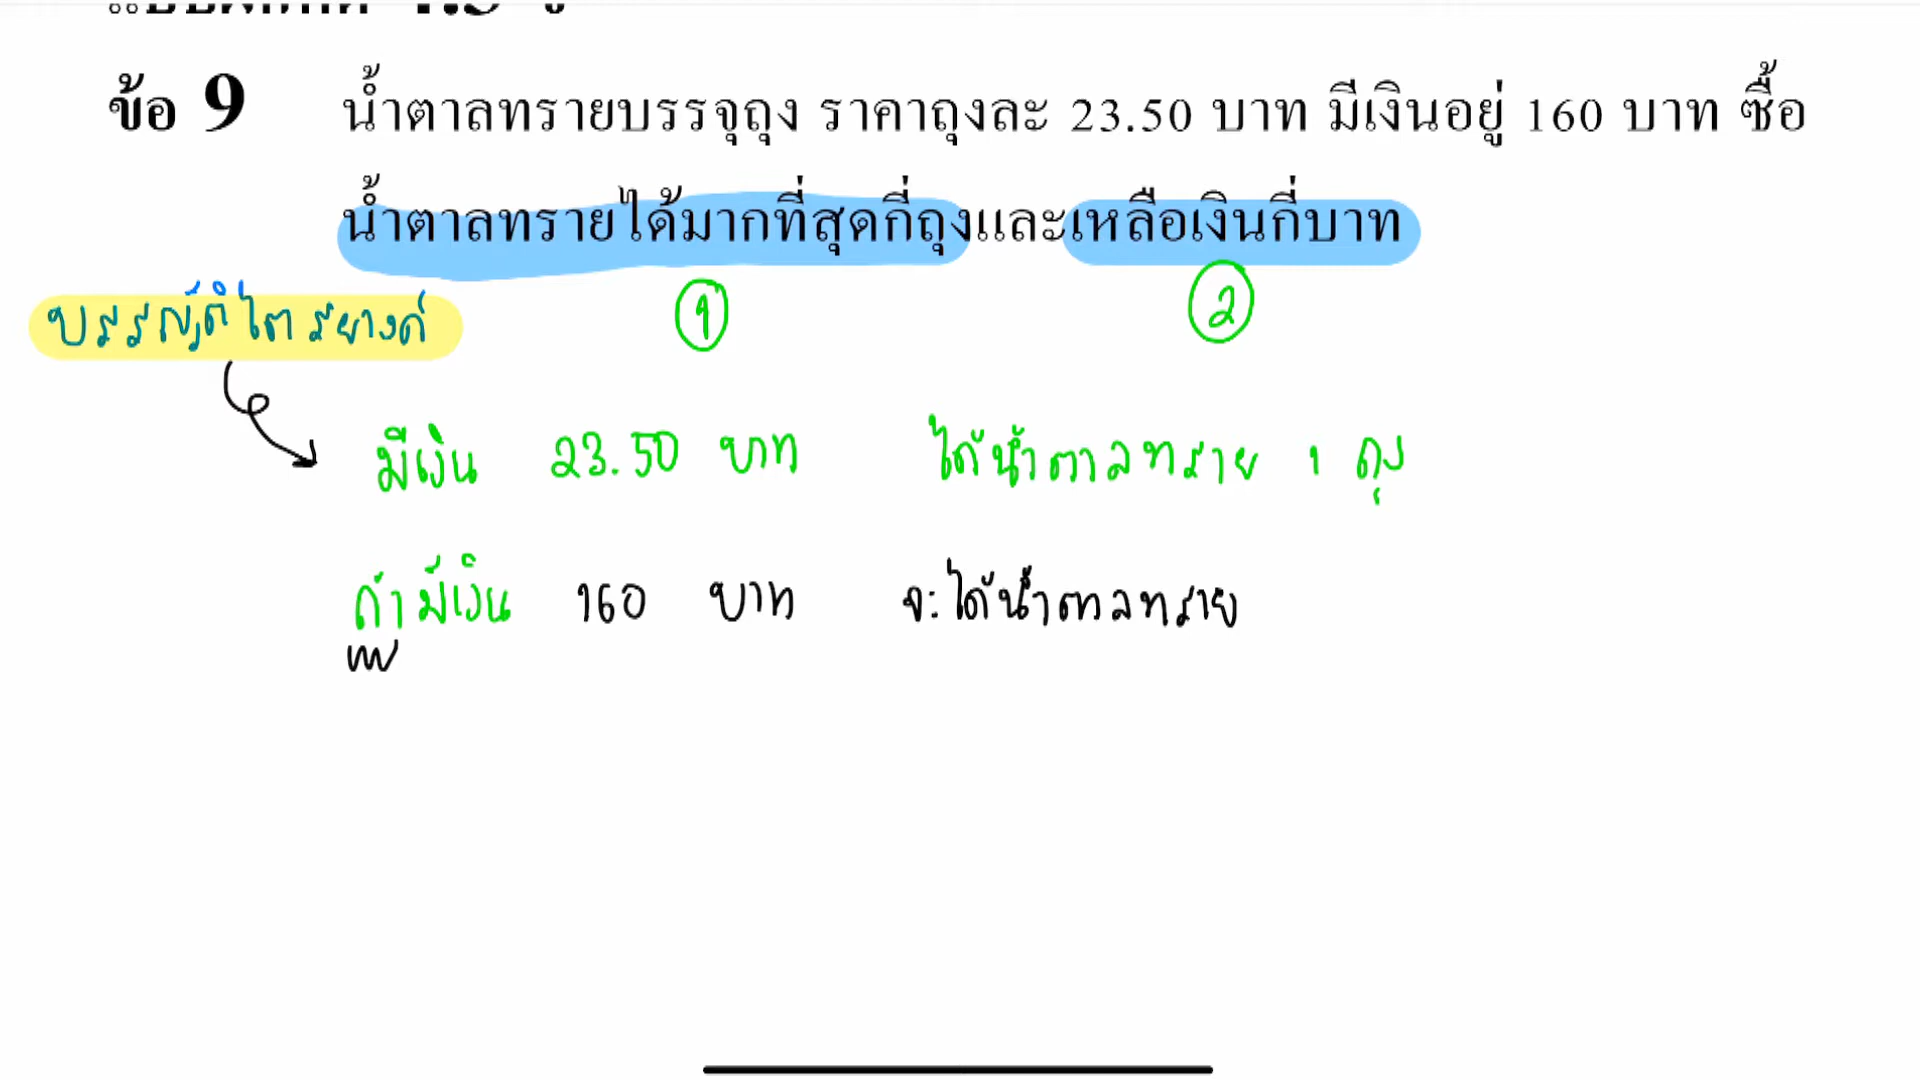 ข้อ 9 น้ำตาลทรายบรรจุถุง ราคาถุงละ 23.50 บาท มีเงินอยู่ 160 บาท ซื้อ
น้ำตาลทรายได้มากที่สุดกี่ถุงและเหลือเงินกี่บาท
1 2
บรรญัติไตรยางค์
มีเงิน 23.50 บาท ได้น้ำตาลทราย 1 ถุง
ถ้ามีเงิน 160 บาท จะได้น้ำตาลทราย